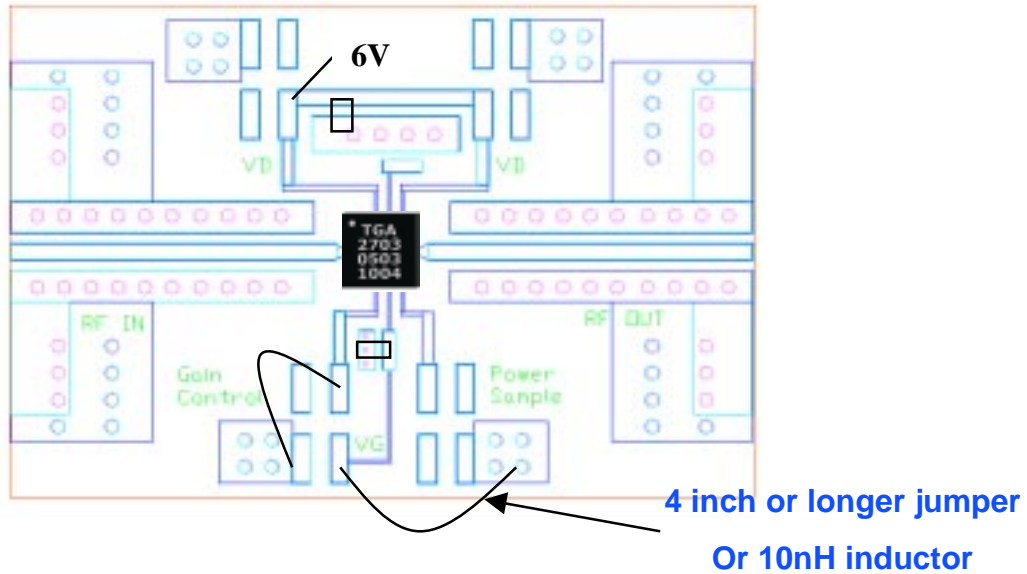 6V
VD
VD
TGA
2703
0503
1004
RF IN
RF OUT
Gain
Control
Power
Sample
VG
4 inch or longer jumper
Or 10nH inductor